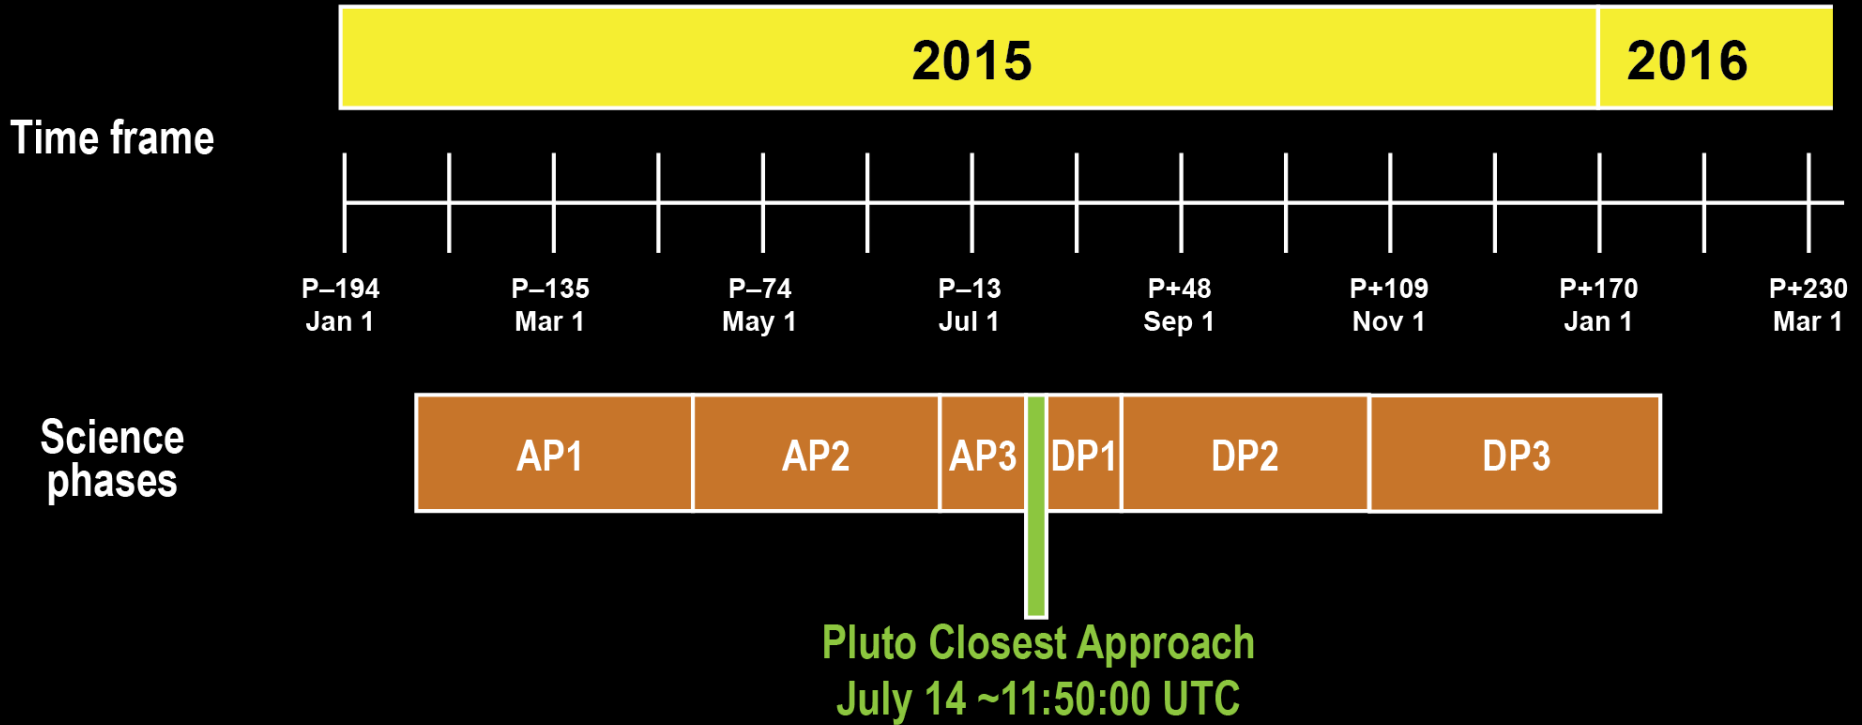 2015 2016
Time frame
P–194 P–135 P–74 P–13 P+48 P+109 P+170 P+230
Jan 1 Mar 1 May 1 Jul 1 Sep 1 Nov 1 Jan 1 Mar 1
Science
phases
AP1 AP2 AP3 DP1 DP2 DP3
Pluto Closest Approach
July 14 ~11:50:00 UTC